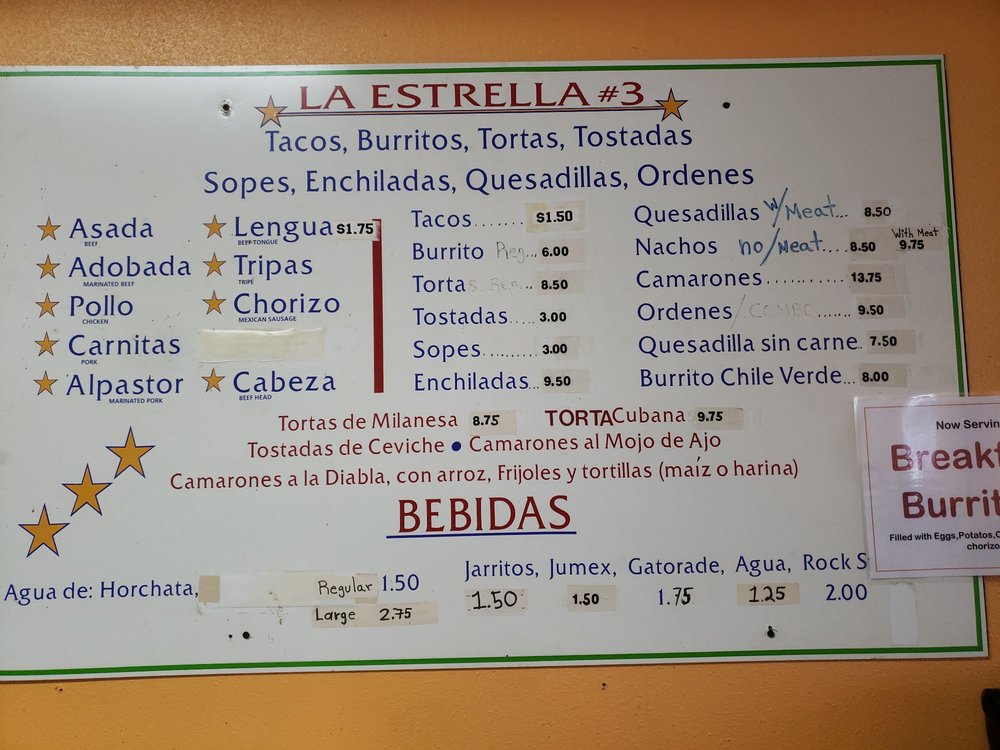 LA ESTRELLA #3
Tacos, Burritos, Tortas, Tostadas
Sopes, Enchiladas, Quesadillas, Ordenes
Asada
BEEF
Adobada
MARINATED BEEF
Pollo
CHICKEN
Carnitas
PORK
Alpastor
MARINATED PORK
Lengua $1.75
BEEF TONGUE
Tripas
TRIPE
Chorizo
MEXICAN SAUSAGE
Cabeza
BEEF HEAD
Tacos....... $1.50
Burrito Reg... 6.00
Tortas Reg... 8.50
Tostadas..... 3.00
Sopes......... 3.00
Enchiladas... 9.50
Quesadillas w/Meat... 8.50
Nachos no/Meat.... 8.50 With Meat 9.75
Camarones........... 13.75
Ordenes/COMBO...... 9.50
Quesadilla sin carne.. 7.50
Burrito Chile Verde... 8.00
Tortas de Milanesa 8.75 TORTA Cubana 9.75
Tostadas de Ceviche • Camarones al Mojo de Ajo
Camarones a la Diabla, con arroz, Frijoles y tortillas (maíz o harina)
BEBIDAS
Agua de: Horchata, Regular 1.50
Large 2.75
Jarritos, Jumex, Gatorade, Agua, Rock S
1.50 1.50 1.75 1.25 2.00
Now Servin
Breakf
Burrit
Filled with Eggs,Potatos,C
chorizo